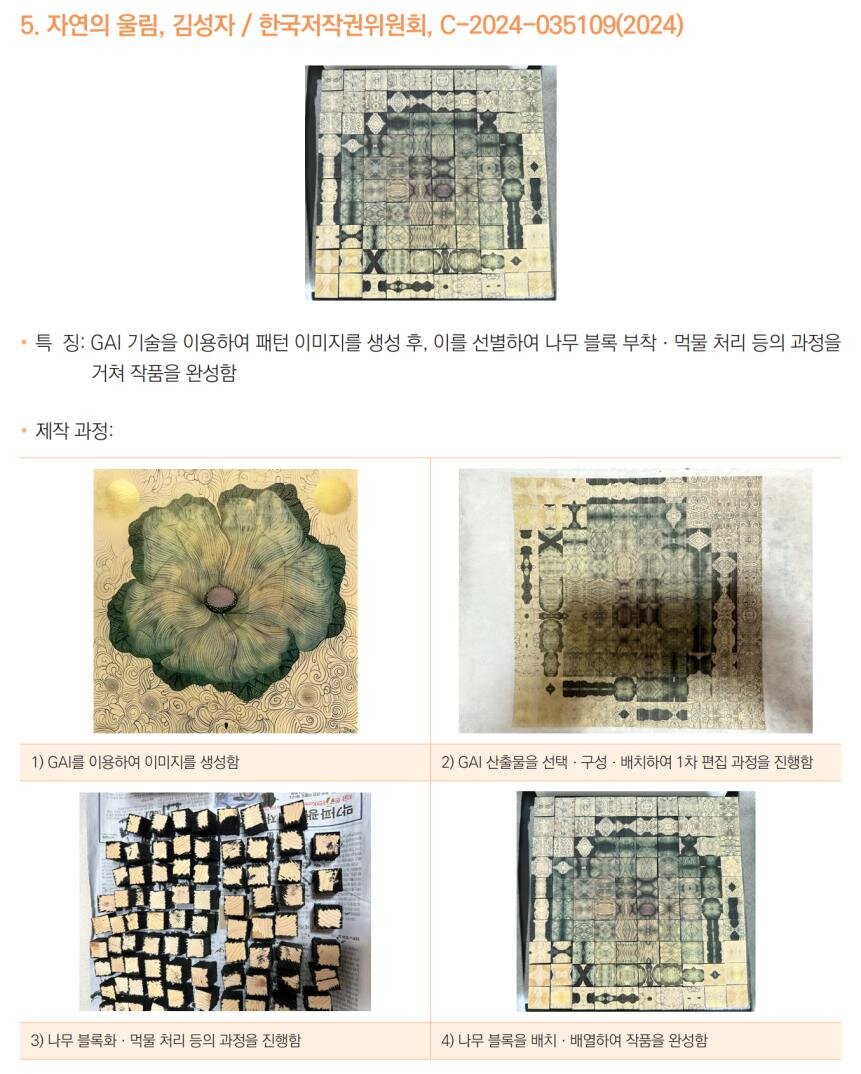 5. 자연의 울림, 김성자 / 한국저작권위원회, C-2024-035109(2024)
• 특 징: GAI 기술을 이용하여 패턴 이미지를 생성 후, 이를 선별하여 나무 블록 부착 · 먹물 처리 등의 과정을
거쳐 작품을 완성함
• 제작 과정:
1) GAI를 이용하여 이미지를 생성함
2) GAI 산출물을 선택 · 구성 · 배치하여 1차 편집 과정을 진행함
3) 나무 블록화 · 먹물 처리 등의 과정을 진행함
4) 나무 블록을 배치 · 배열하여 작품을 완성함